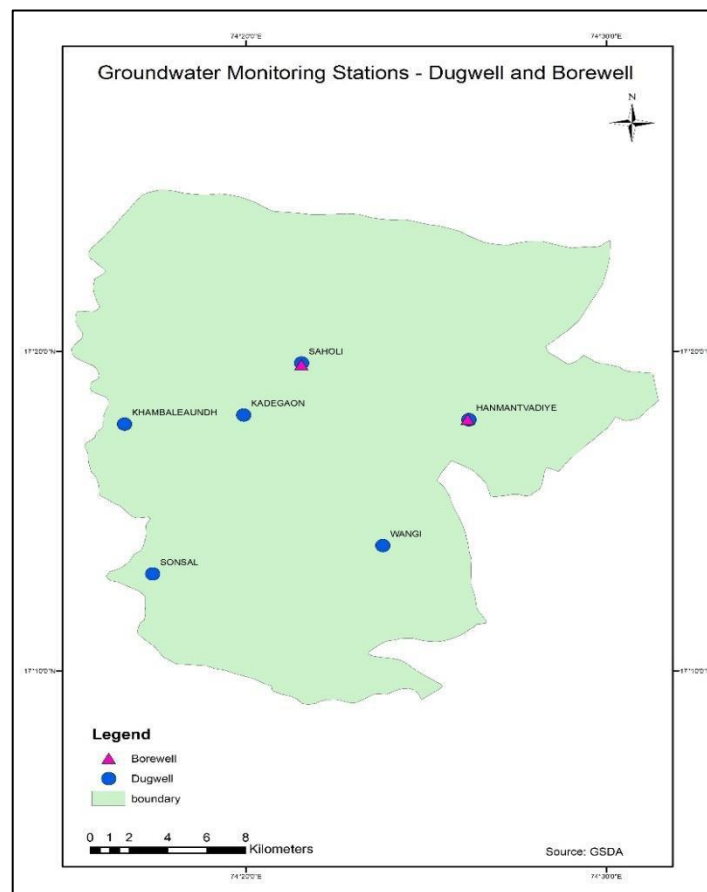 74°20'0"E 74°30'0"E
Groundwater Monitoring Stations - Dugwell and Borewell
N
SAHOLI
17°20'0"N 17°20'0"N
KHAMBALEAUNDH KADEGAON HANMANTVADIYE
WANGI
SONSAL
17°10'0"N 17°10'0"N
Legend
Borewell
Dugwell
boundary
0 1 2 4 6 8
Kilometers
Source: GSDA
74°20'0"E 74°30'0"E